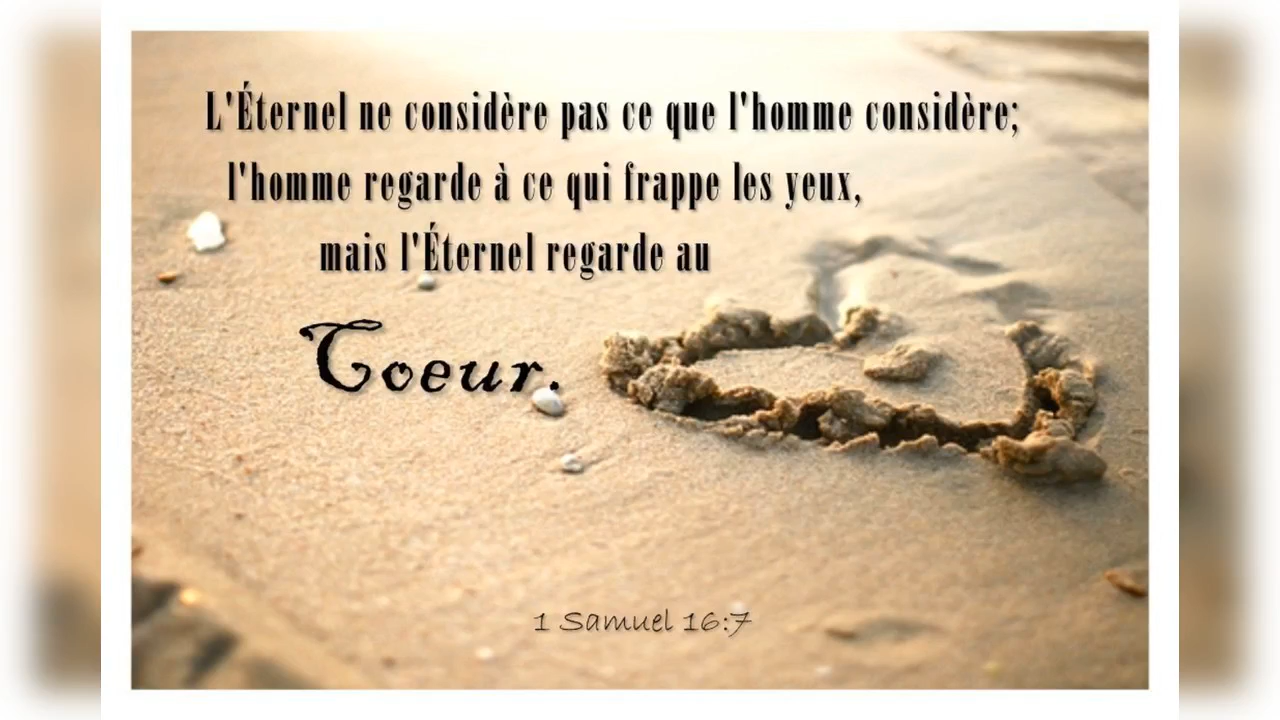 L'Éternel ne considère pas ce que l'homme considère;
l'homme regarde à ce qui frappe les yeux,
mais l'Éternel regarde au
Coeur.
1 Samuel 16:7